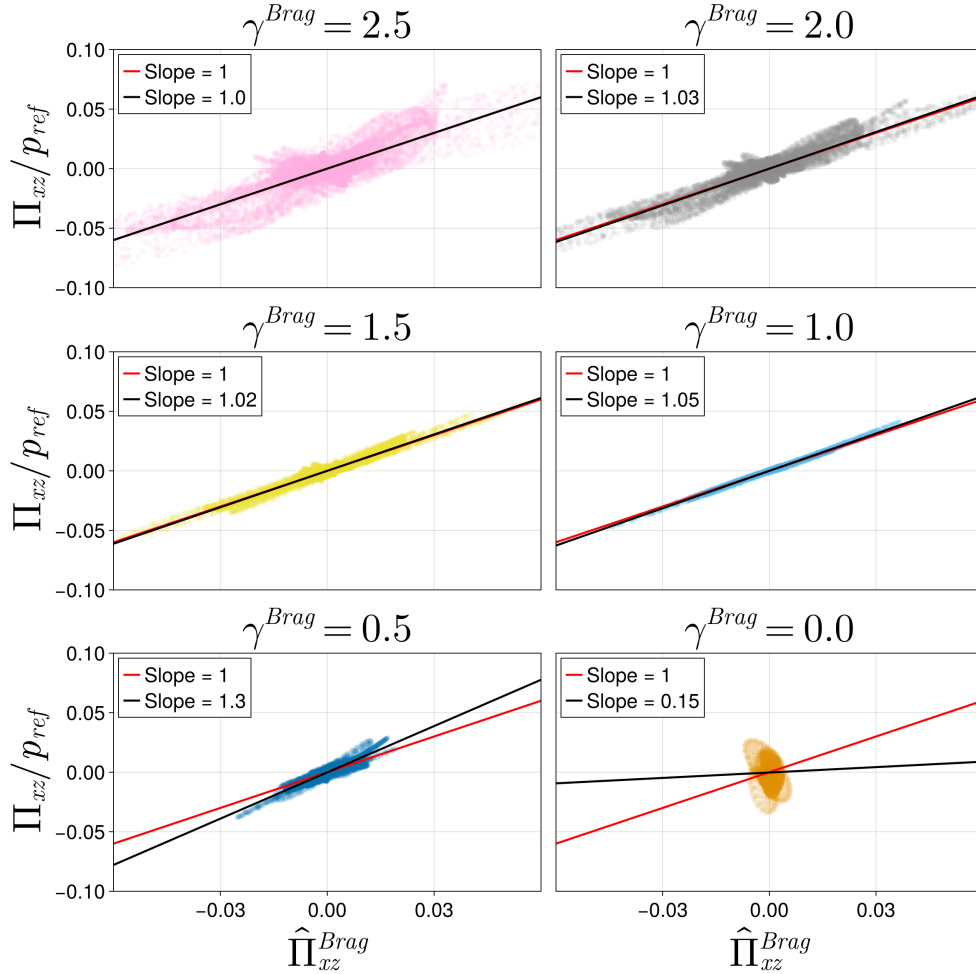 γ^Brag = 2.5
γ^Brag = 2.0
Π_xz/p_ref
0.10
0.05
0.00
−0.05
−0.10
Slope = 1
Slope = 1.0
Slope = 1
Slope = 1.03
γ^Brag = 1.5
γ^Brag = 1.0
Π_xz/p_ref
0.10
0.05
0.00
−0.05
−0.10
Slope = 1
Slope = 1.02
Slope = 1
Slope = 1.05
γ^Brag = 0.5
γ^Brag = 0.0
Π_xz/p_ref
0.10
0.05
0.00
−0.05
−0.10
Slope = 1
Slope = 1.3
Slope = 1
Slope = 0.15
−0.03 0.00 0.03
−0.03 0.00 0.03
Π̂_xz^Brag
Π̂_xz^Brag